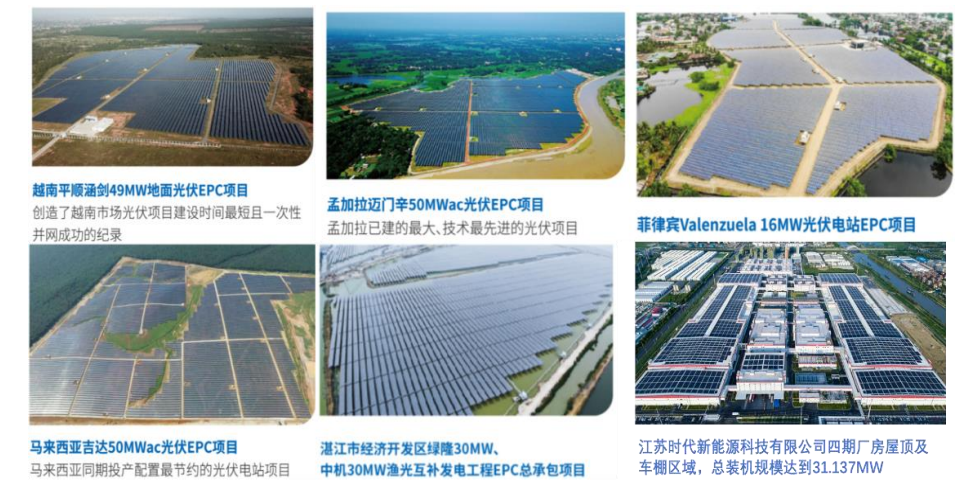 越南平顺涵剑49MW地面光伏EPC项目
创造了越南市场光伏项目建设时间最短且一次性
并网成功的纪录
孟加拉迈门辛50MWac光伏EPC项目
孟加拉已建的最大、技术最先进的光伏项目
菲律宾Valenzuela 16MW光伏电站EPC项目
马来西亚吉达50MWac光伏EPC项目
马来西亚同期投产配置最节约的光伏电站项目
湛江市经济开发区绿隆30MW、
中机30MW渔光互补发电工程EPC总承包项目
江苏时代新能源科技有限公司四期厂房屋顶及
车棚区域，总装机规模达到31.137MW